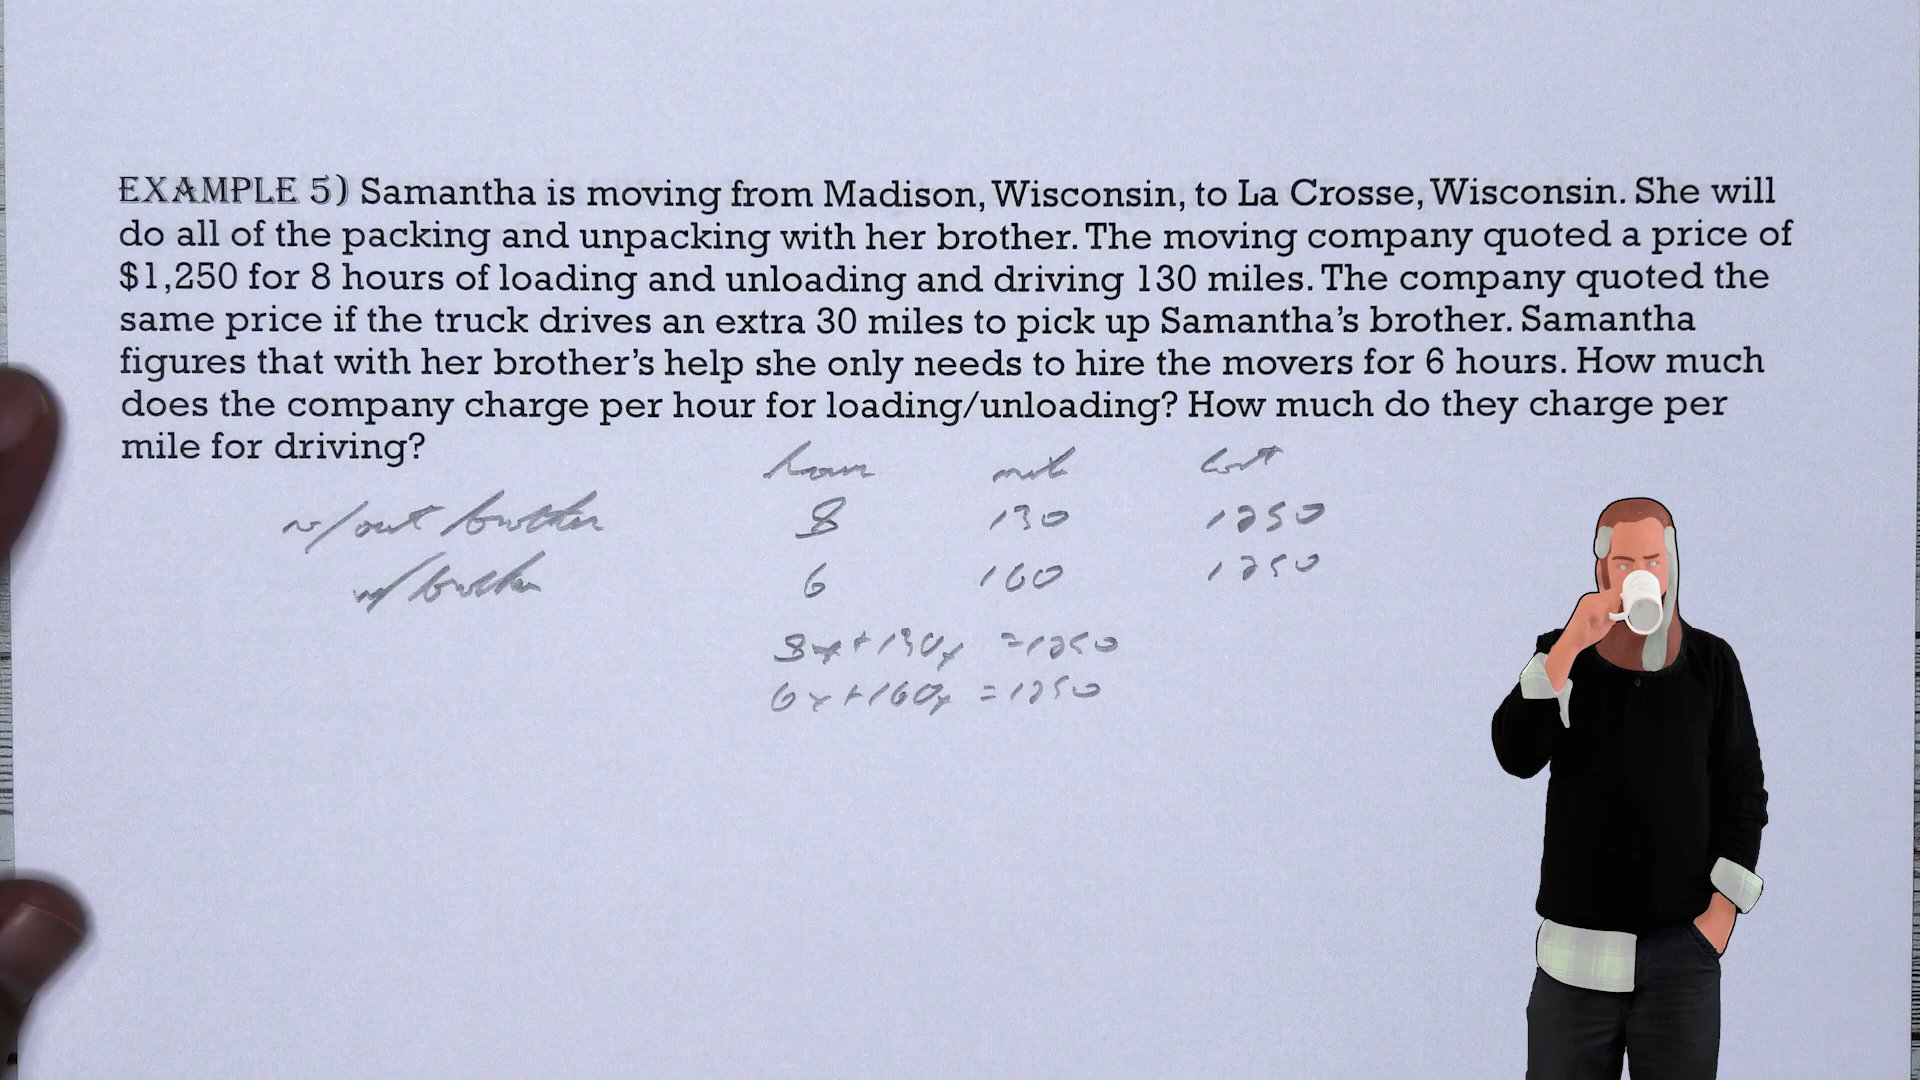 EXAMPLE 5) Samantha is moving from Madison, Wisconsin, to La Crosse, Wisconsin. She will
do all of the packing and unpacking with her brother. The moving company quoted a price of
$1,250 for 8 hours of loading and unloading and driving 130 miles. The company quoted the
same price if the truck drives an extra 30 miles to pick up Samantha’s brother. Samantha
figures that with her brother’s help she only needs to hire the movers for 6 hours. How much
does the company charge per hour for loading/unloading? How much do they charge per
mile for driving?
hours mile cost
w/out brother 8 130 1250
w/ brother 6 160 1250
8x+130y =1250
6x+160y =1250